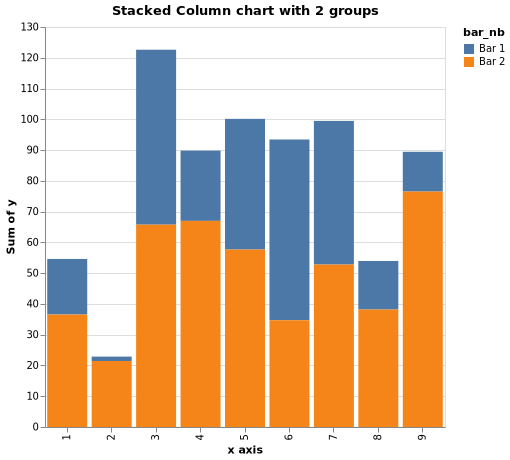 Stacked Column chart with 2 groups
bar_nb
Bar 1
Bar 2
Sum of y
130
120
110
100
90
80
70
60
50
40
30
20
10
0
1 2 3 4 5 6 7 8 9
x axis